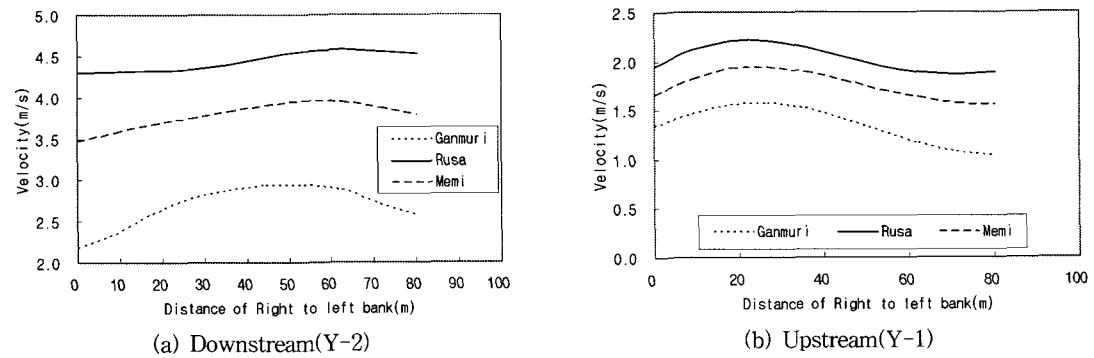 5.0
4.5
4.0
3.5
3.0
2.5
2.0
Velocity(m/s)
Ganmuri
Rusa
Memi
0 10 20 30 40 50 60 70 80 90 100
Distance of Right to left bank(m)
(a) Downstream(Y-2)
2.5
2.0
1.5
1.0
0.5
0.0
Velocity(m/s)
Ganmuri Rusa Memi
0 20 40 60 80 100
Distance of Right to left bank(m)
(b) Upstream(Y-1)